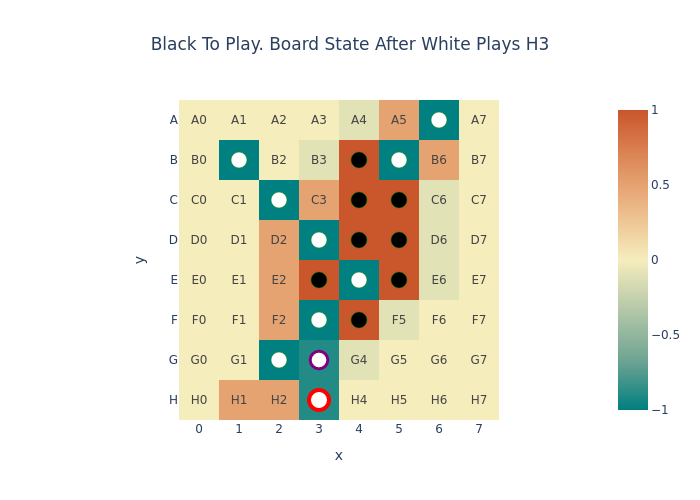 Black To Play. Board State After White Plays H3
A A0 A1 A2 A3 A4 A5 A7
B B0 B2 B3 B6 B7
C C0 C1 C3 C6 C7
D D0 D1 D2 D6 D7
E E0 E1 E2 E6 E7
F F0 F1 F2 F5 F6 F7
G G0 G1 G4 G5 G6 G7
H H0 H1 H2 H4 H5 H6 H7
0 1 2 3 4 5 6 7
x
y
1
0.5
0
−0.5
−1